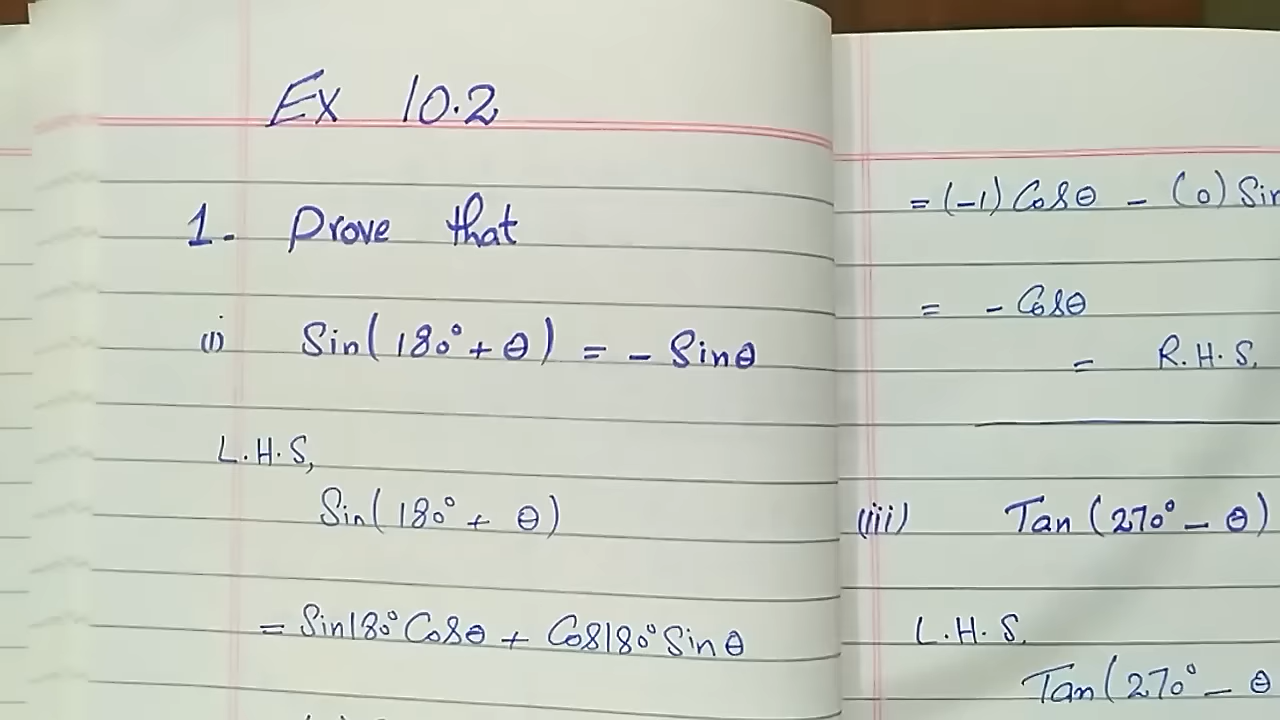 Ex 10.2
1. Prove that
(i) Sin(180° + θ) = - Sinθ
L.H.S,
Sin(180° + θ)
= Sin180° Cosθ + Cos180° Sinθ
= (-1) Cosθ - (0) Sin
= - Cosθ
= R.H.S.
(iii) Tan (270° - θ)
L.H.S.
Tan(270° - θ